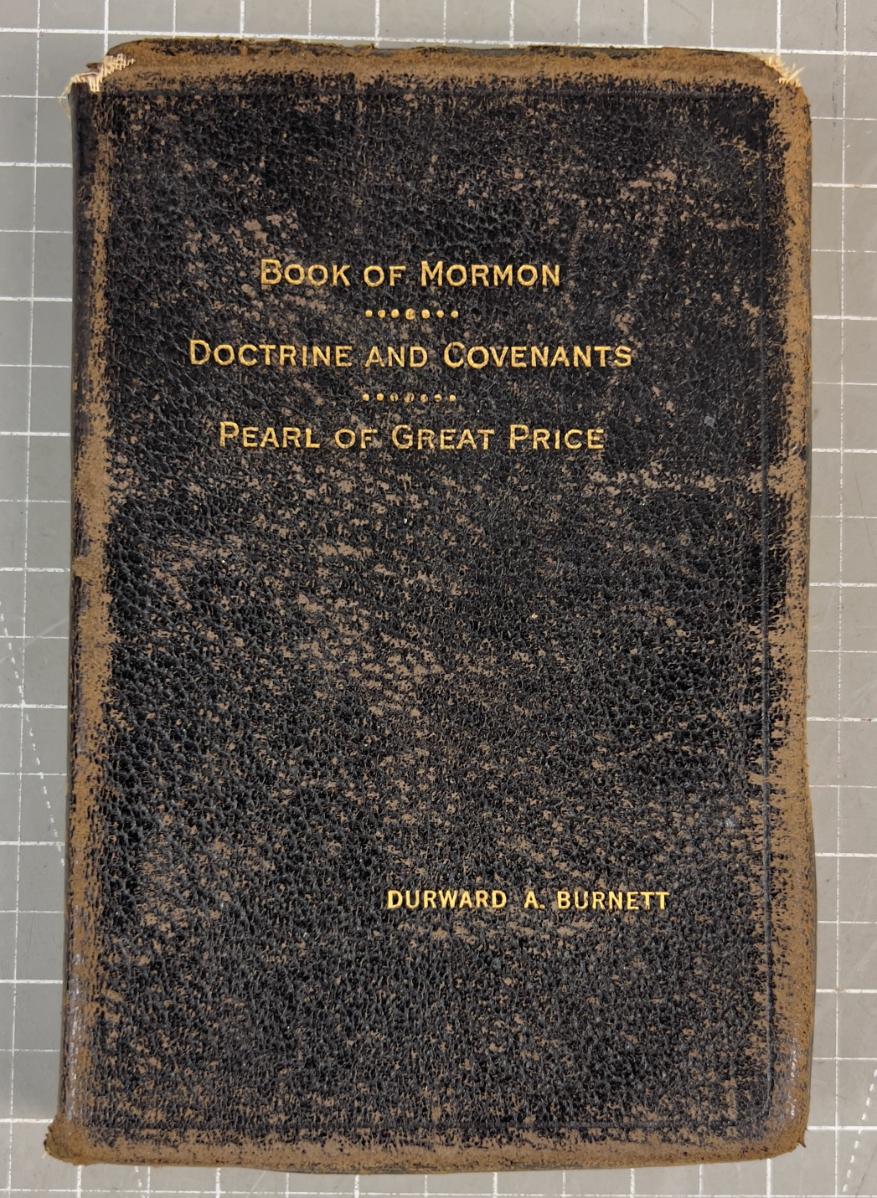 BOOK OF MORMON
DOCTRINE AND COVENANTS
PEARL OF GREAT PRICE
DURWARD A. BURNETT